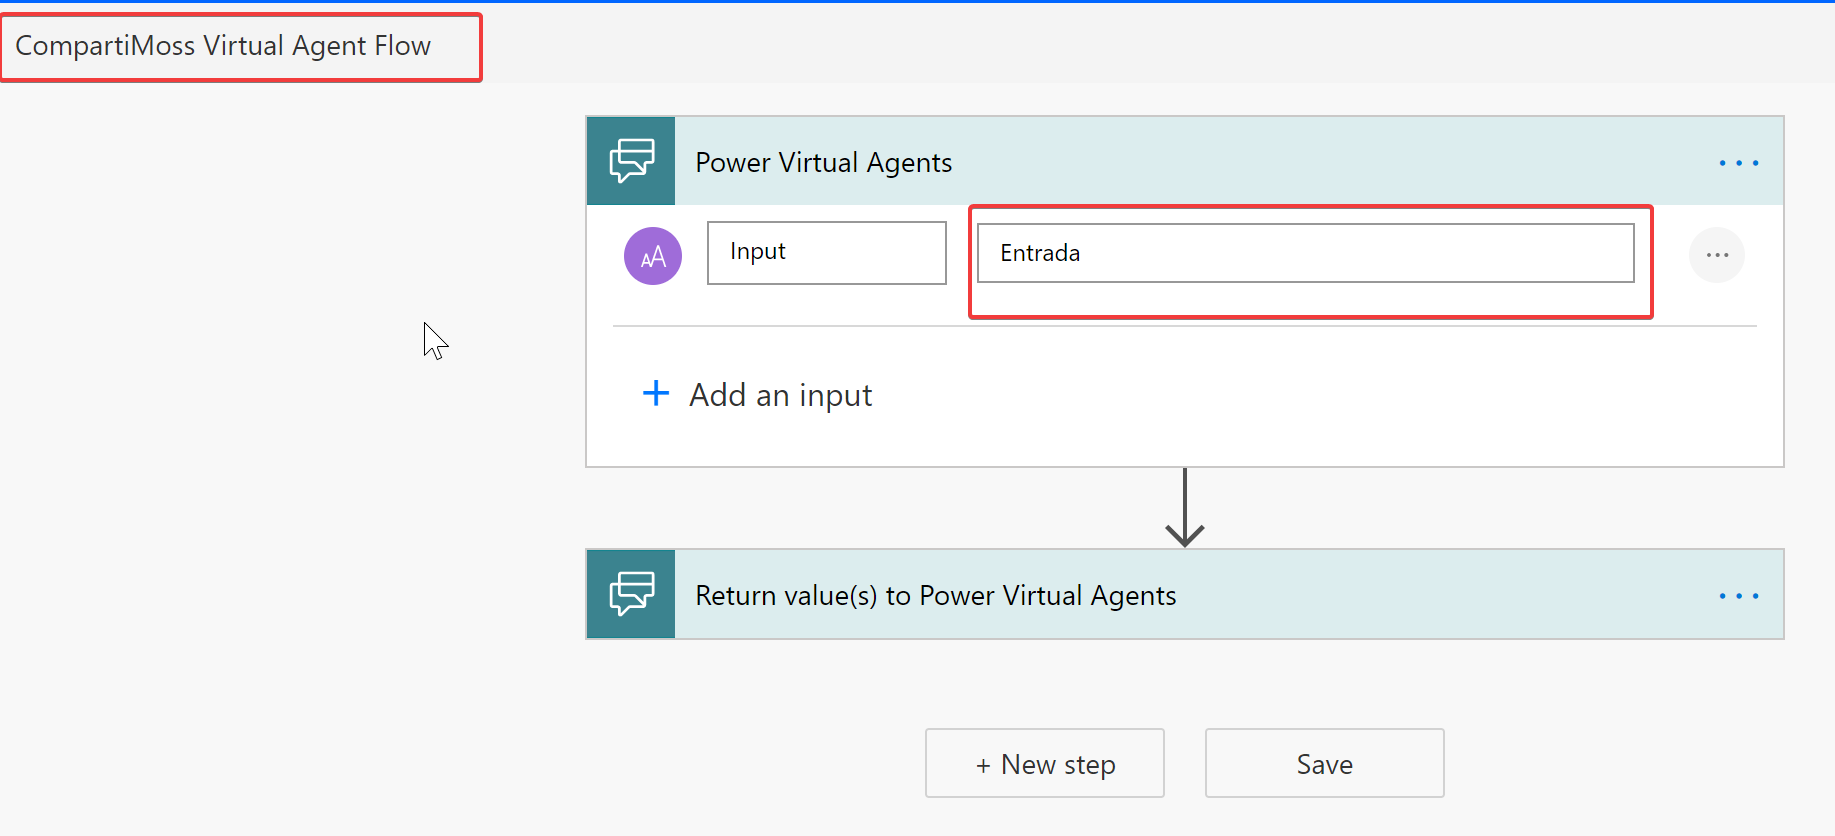 CompartiMoss Virtual Agent Flow
Power Virtual Agents
AA
Input
Entrada
+ Add an input
Return value(s) to Power Virtual Agents
+ New step
Save